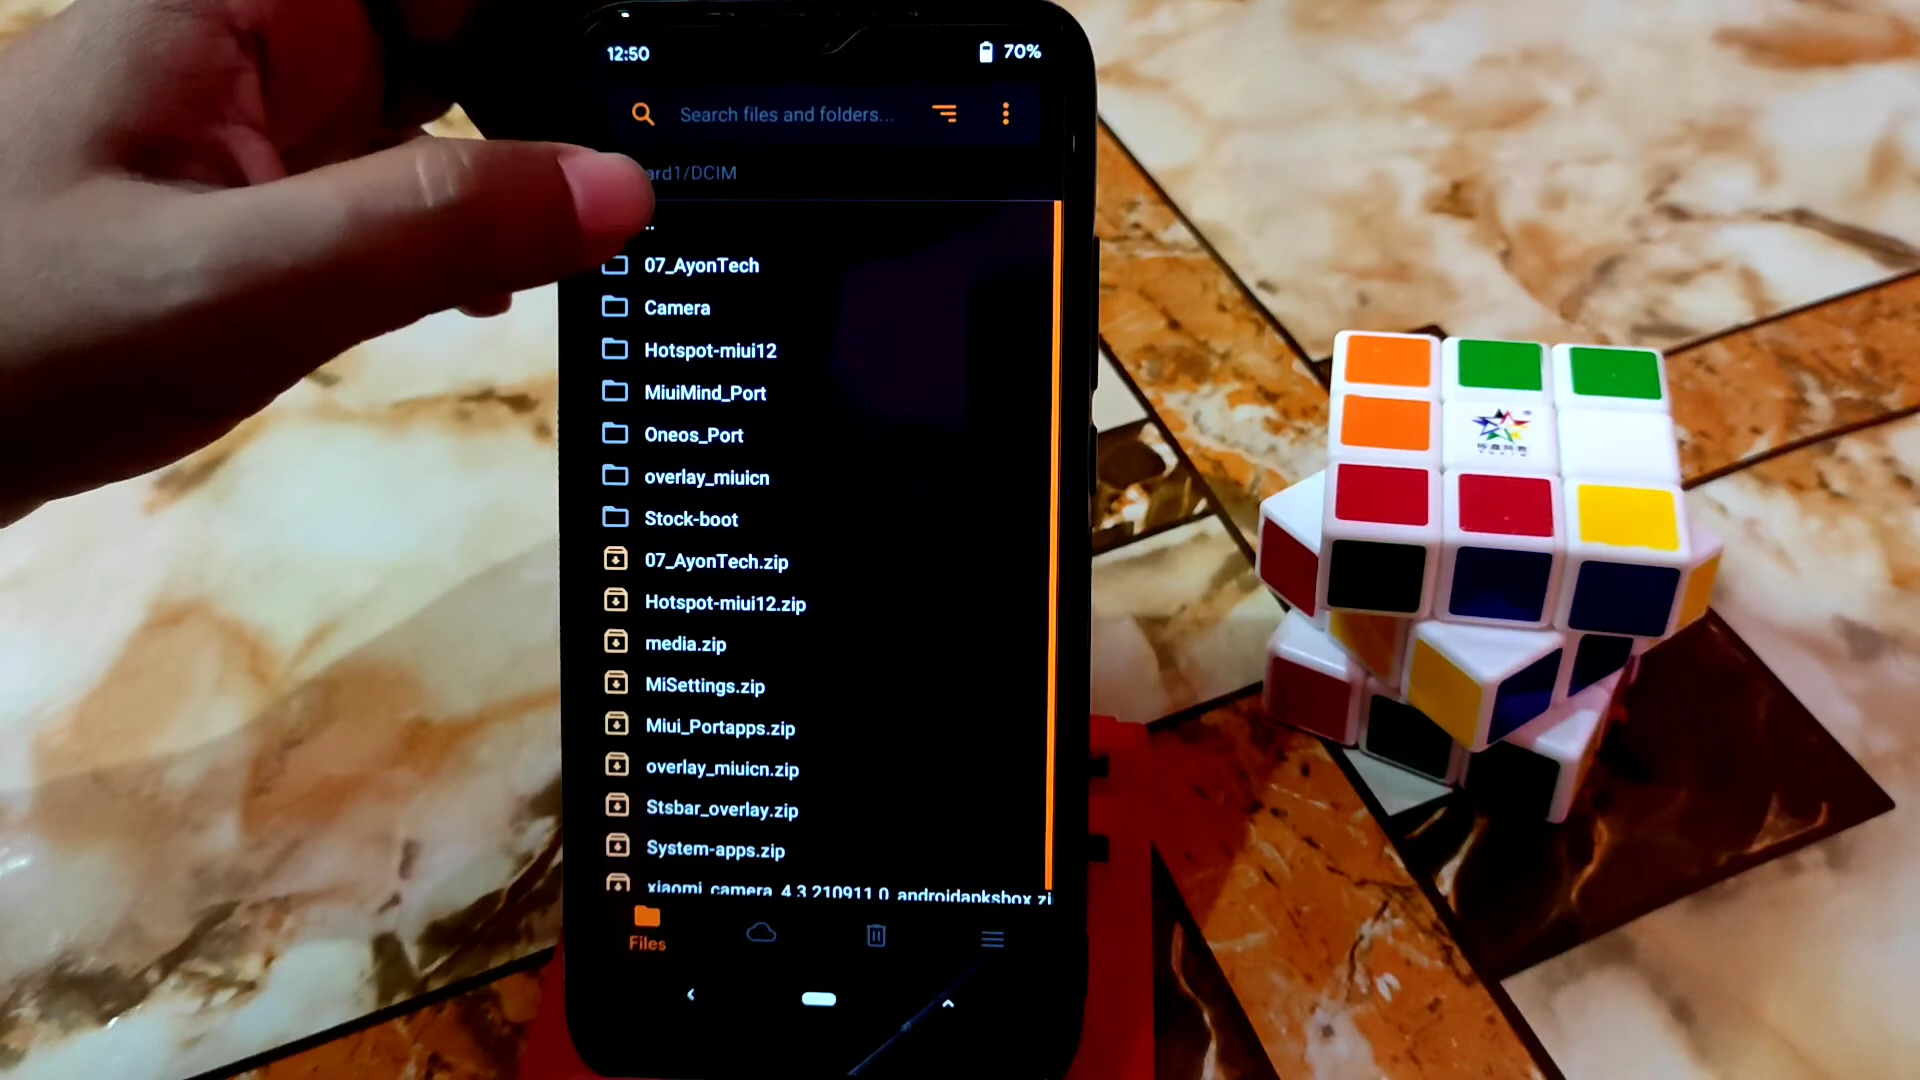 12:50
70%
Search files and folders...
ard1/DCIM
..
07_AyonTech
Camera
Hotspot-miui12
MiuiMind_Port
Oneos_Port
overlay_miuicn
Stock-boot
07_AyonTech.zip
Hotspot-miui12.zip
media.zip
MiSettings.zip
Miui_Portapps.zip
overlay_miuicn.zip
Stsbar_overlay.zip
System-apps.zip
xiaomi_camera_4.3.210911.0_androidapksbox.zi
Files